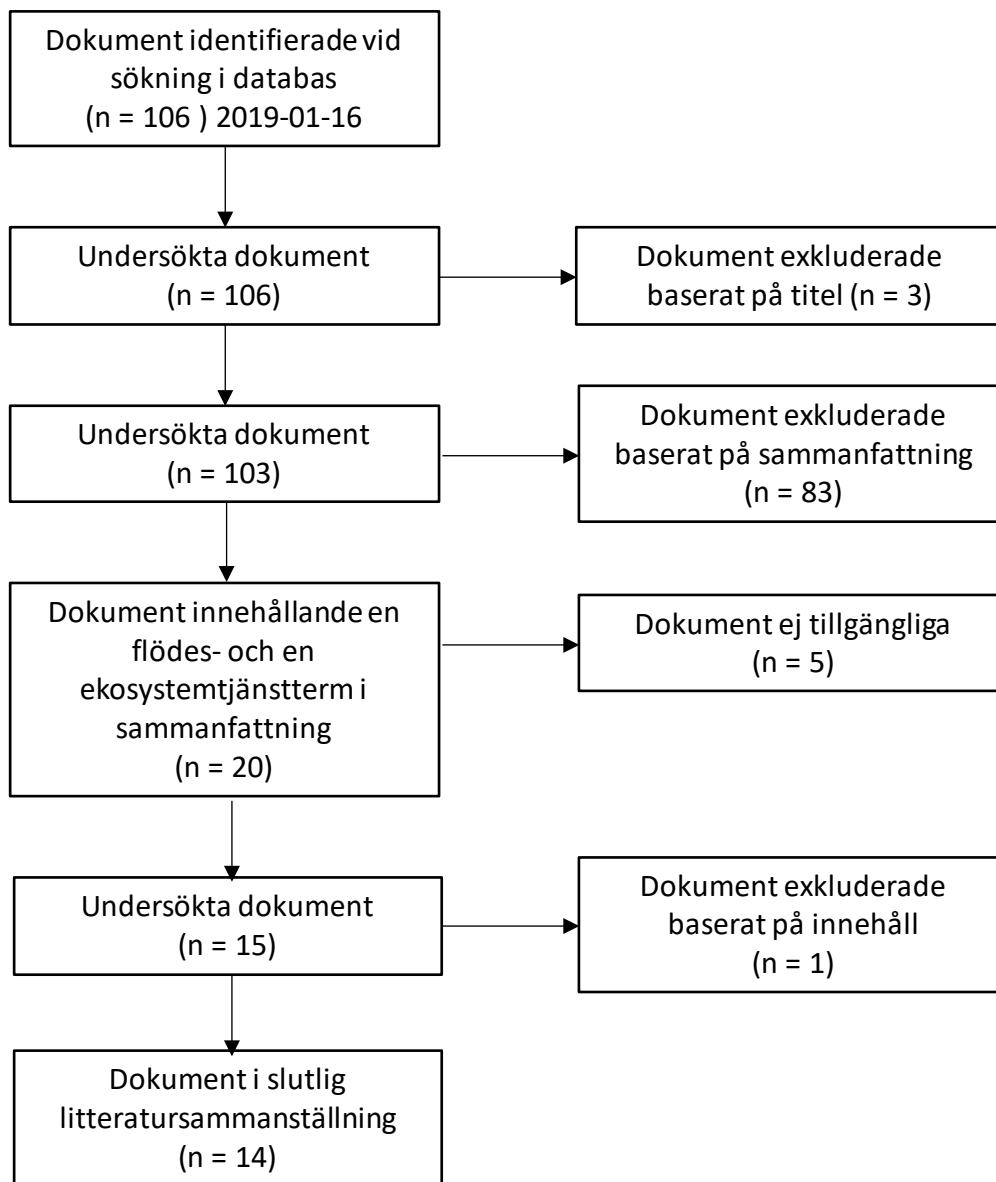 Dokument identifierade vid
sökning i databas
(n = 106 ) 2019-01-16
Undersökta dokument
(n = 106)
Dokument exkluderade
baserat på titel (n = 3)
Undersökta dokument
(n = 103)
Dokument exkluderade
baserat på sammanfattning
(n = 83)
Dokument innehållande en
flödes- och en
ekosystemtjänstterm i
sammanfattning
(n = 20)
Dokument ej tillgängliga
(n = 5)
Undersökta dokument
(n = 15)
Dokument exkluderade
baserat på innehåll
(n = 1)
Dokument i slutlig
litteratursammanställning
(n = 14)